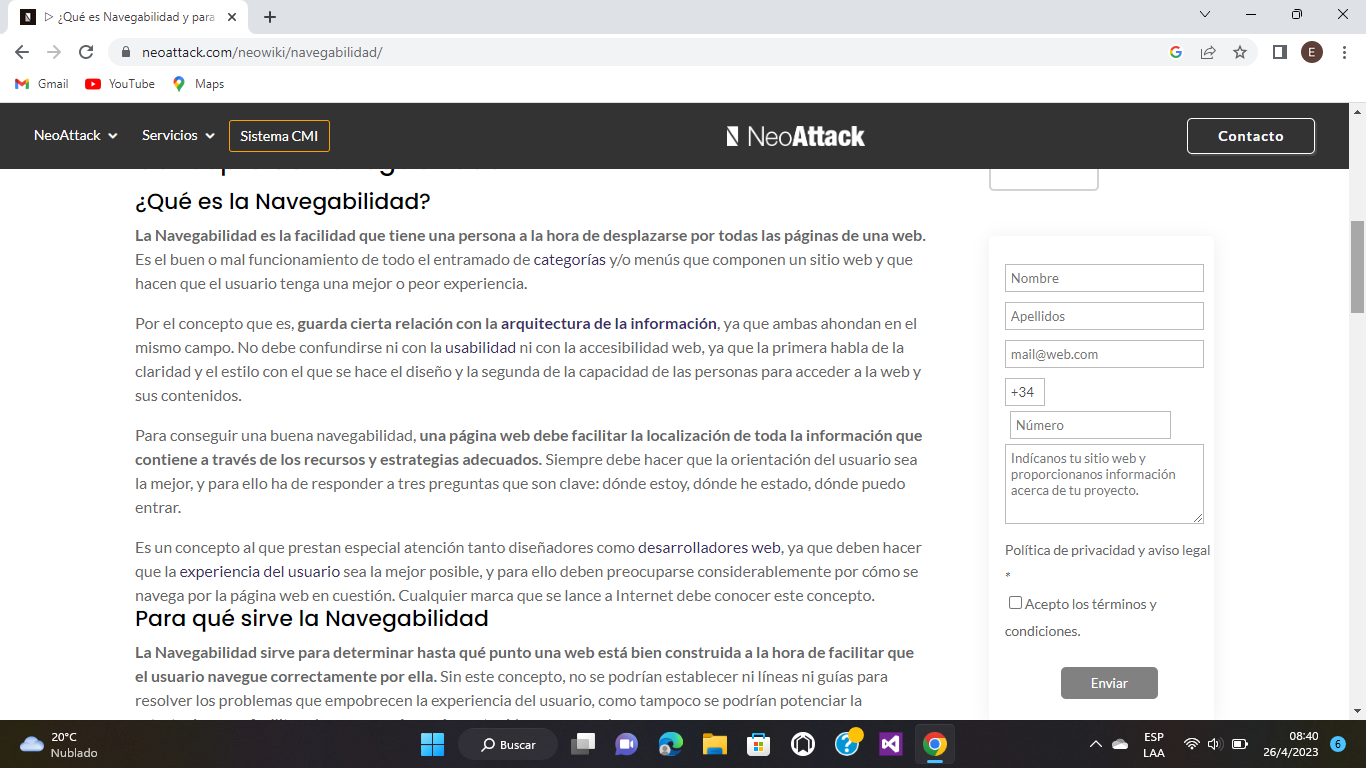 ▷ ¿Qué es Navegabilidad y para
neoattack.com/neowiki/navegabilidad/
E
Gmail
YouTube
Maps
NeoAttack
Servicios
Sistema CMI
NeoAttack
Contacto
¿Qué es la Navegabilidad?
La Navegabilidad es la facilidad que tiene una persona a la hora de desplazarse por todas las páginas de una web.
Es el buen o mal funcionamiento de todo el entramado de categorías y/o menús que componen un sitio web y que
hacen que el usuario tenga una mejor o peor experiencia.
Por el concepto que es, guarda cierta relación con la arquitectura de la información, ya que ambas ahondan en el
mismo campo. No debe confundirse ni con la usabilidad ni con la accesibilidad web, ya que la primera habla de la
claridad y el estilo con el que se hace el diseño y la segunda de la capacidad de las personas para acceder a la web y
sus contenidos.
Para conseguir una buena navegabilidad, una página web debe facilitar la localización de toda la información que
contiene a través de los recursos y estrategias adecuados. Siempre debe hacer que la orientación del usuario sea
la mejor, y para ello ha de responder a tres preguntas que son clave: dónde estoy, dónde he estado, dónde puedo
entrar.
Es un concepto al que prestan especial atención tanto diseñadores como desarrolladores web, ya que deben hacer
que la experiencia del usuario sea la mejor posible, y para ello deben preocuparse considerablemente por cómo se
navega por la página web en cuestión. Cualquier marca que se lance a Internet debe conocer este concepto.
Para qué sirve la Navegabilidad
La Navegabilidad sirve para determinar hasta qué punto una web está bien construida a la hora de facilitar que
el usuario navegue correctamente por ella. Sin este concepto, no se podrían establecer ni líneas ni guías para
resolver los problemas que empobrecen la experiencia del usuario, como tampoco se podrían potenciar la
Nombre
Apellidos
mail@web.com
+34
Número
Indícanos tu sitio web y
proporcionanos información
acerca de tu proyecto.
Política de privacidad y aviso legal
*
Acepto los términos y
condiciones.
Enviar
20°C
Nublado
Buscar
ESP
LAA
08:40
26/4/2023
6